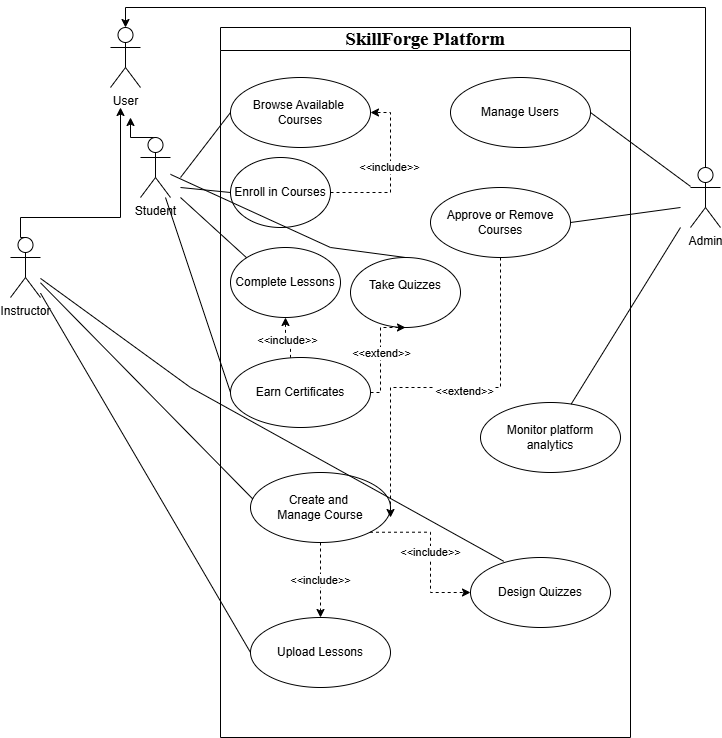 SkillForge Platform
User
Browse Available
Courses
Manage Users
<<include>>
Enroll in Courses
Student
Approve or Remove
Courses
Admin
Complete Lessons
Take Quizzes
Instructor
<<include>>
<<extend>>
Earn Certificates
<<extend>>
Monitor platform
analytics
Create and
Manage Course
<<include>>
<<include>>
Design Quizzes
Upload Lessons